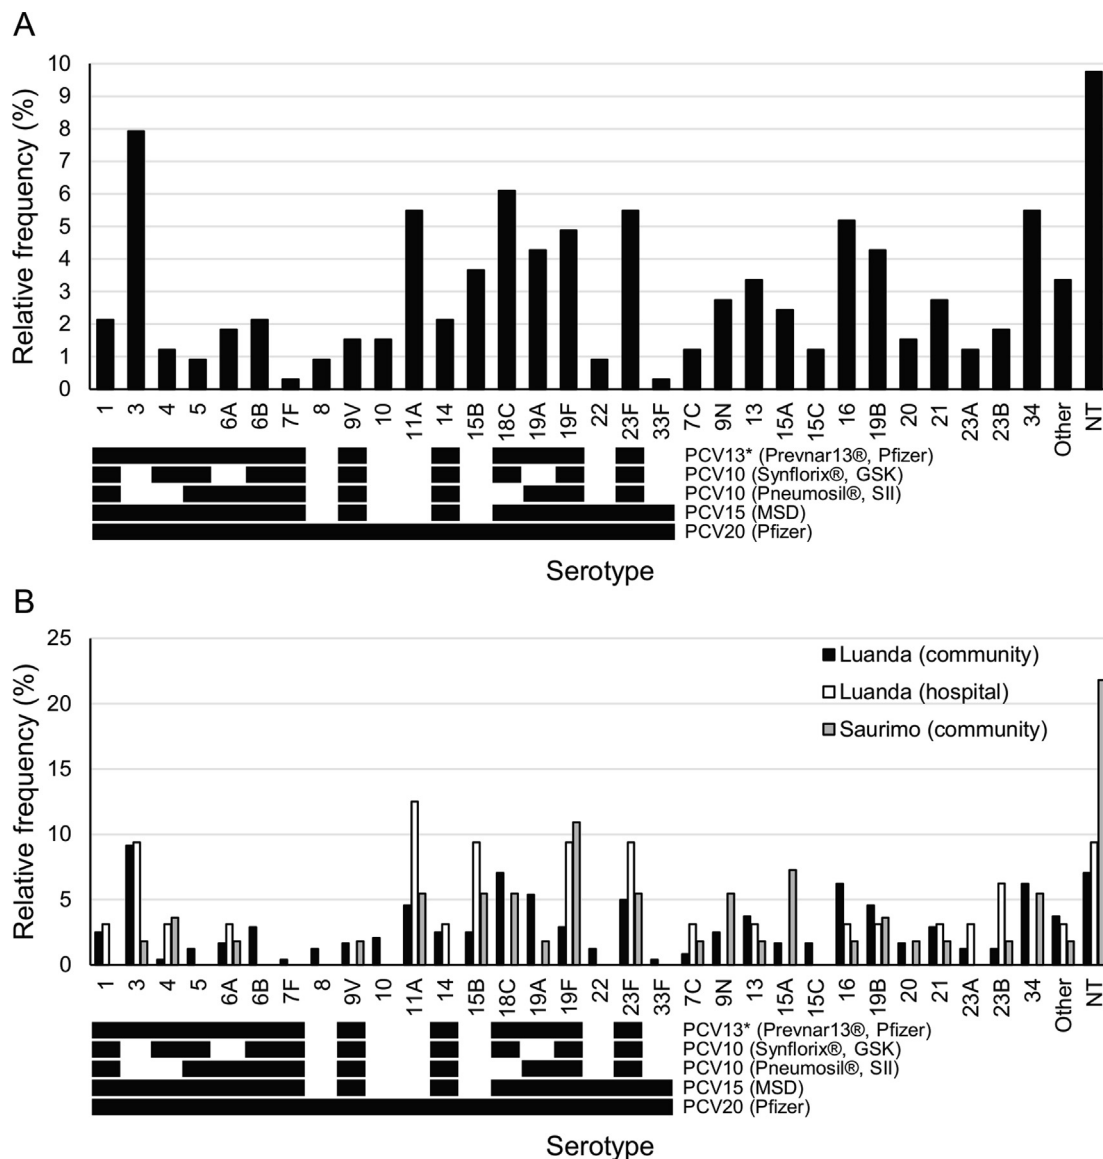 A
Relative frequency (%)
10
9
8
7
6
5
4
3
2
1
0
1 3 4 5 6A 6B 7F 8 9V 10 11A 14 15B 18C 19A 19F 22 23F 33F 7C 9N 13 15A 15C 16 19B 20 21 23A 23B 34 Other NT
PCV13* (Prevnar13®, Pfizer)
PCV10 (Synflorix®, GSK)
PCV10 (Pneumosil®, SII)
PCV15 (MSD)
PCV20 (Pfizer)
Serotype
B
Relative frequency (%)
25
20
15
10
5
0
Luanda (community)
Luanda (hospital)
Saurimo (community)
1 3 4 5 6A 6B 7F 8 9V 10 11A 14 15B 18C 19A 19F 22 23F 33F 7C 9N 13 15A 15C 16 19B 20 21 23A 23B 34 Other NT
PCV13* (Prevnar13®, Pfizer)
PCV10 (Synflorix®, GSK)
PCV10 (Pneumosil®, SII)
PCV15 (MSD)
PCV20 (Pfizer)
Serotype